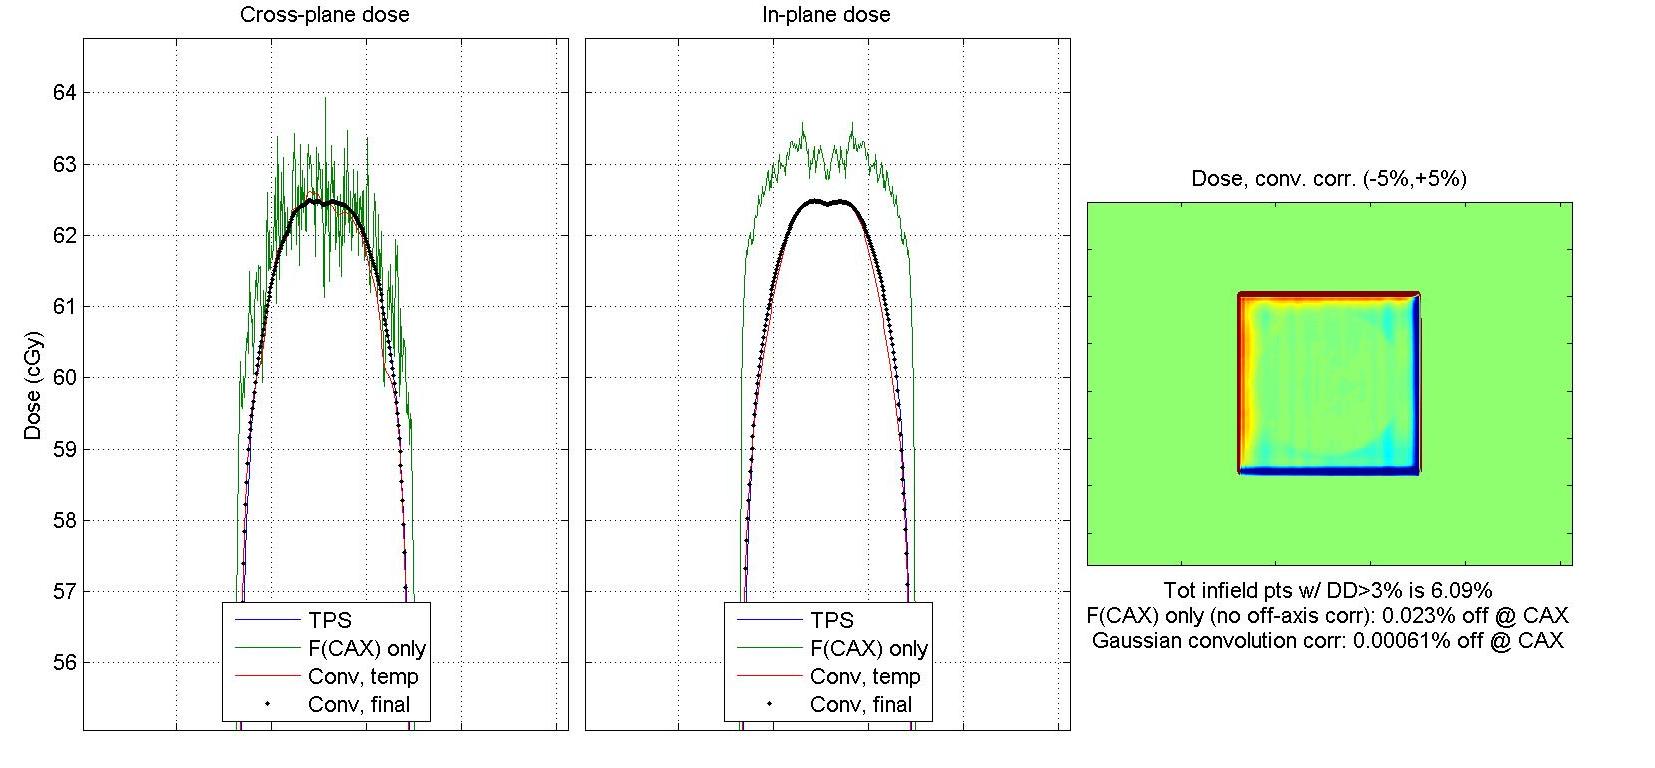 Cross-plane dose
In-plane dose
64
63
62
61
60
59
58
57
56
Dose (cGy)
TPS
F(CAX) only
Conv, temp
Conv, final
TPS
F(CAX) only
Conv, temp
Conv, final
Dose, conv. corr. (-5%,+5%)
Tot infield pts w/ DD>3% is 6.09%
F(CAX) only (no off-axis corr): 0.023% off @ CAX
Gaussian convolution corr: 0.00061% off @ CAX